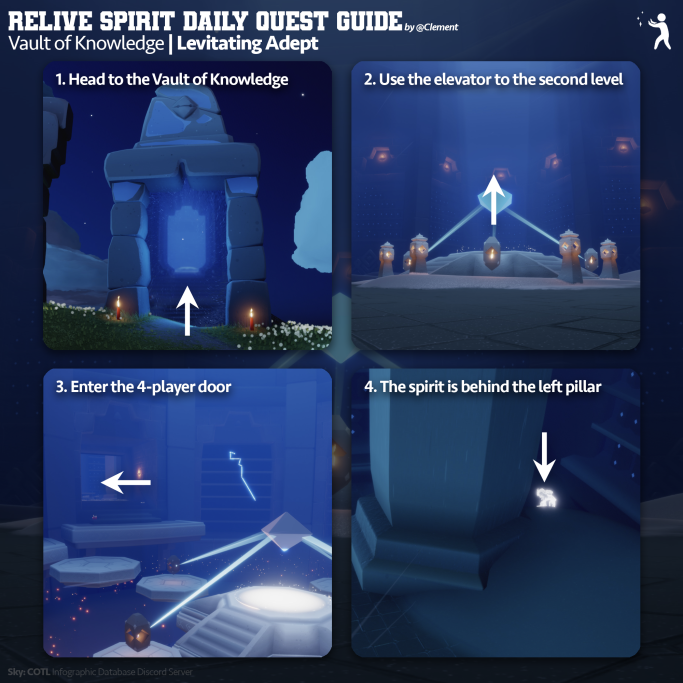 RELIVE SPIRIT DAILY QUEST GUIDE by @Clement
Vault of Knowledge | Levitating Adept
1. Head to the Vault of Knowledge
2. Use the elevator to the second level
3. Enter the 4-player door
4. The spirit is behind the left pillar
Sky: COTL Infographic Database Discord Server